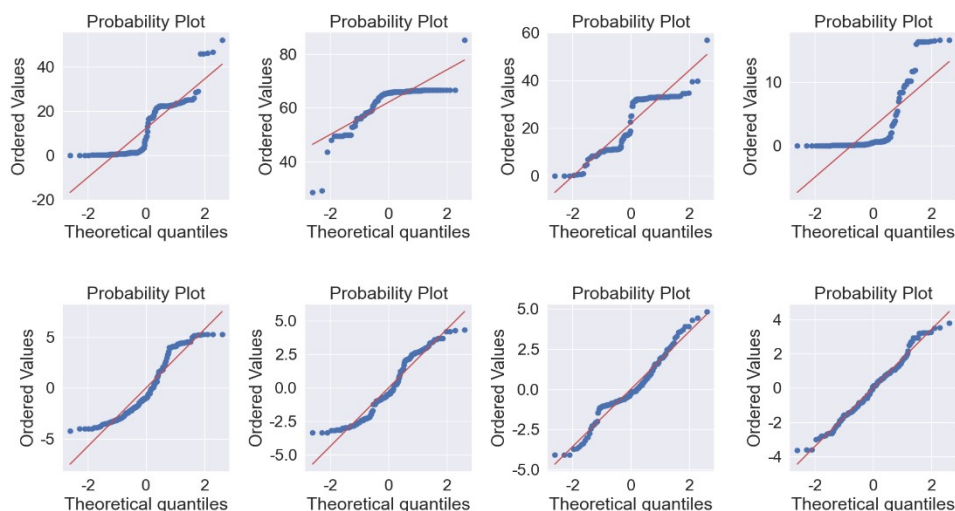 Probability Plot Probability Plot Probability Plot Probability Plot
Ordered Values Ordered Values Ordered Values Ordered Values
40 20 0 -20
80 60 40
60 40 20 0
10 0
-2 0 2 -2 0 2 -2 0 2 -2 0 2
Theoretical quantiles Theoretical quantiles Theoretical quantiles Theoretical quantiles
Probability Plot Probability Plot Probability Plot Probability Plot
Ordered Values Ordered Values Ordered Values Ordered Values
5 0 -5
5.0 2.5 0.0 -2.5 -5.0
5.0 2.5 0.0 -2.5 -5.0
4 2 0 -2 -4
-2 0 2 -2 0 2 -2 0 2 -2 0 2
Theoretical quantiles Theoretical quantiles Theoretical quantiles Theoretical quantiles